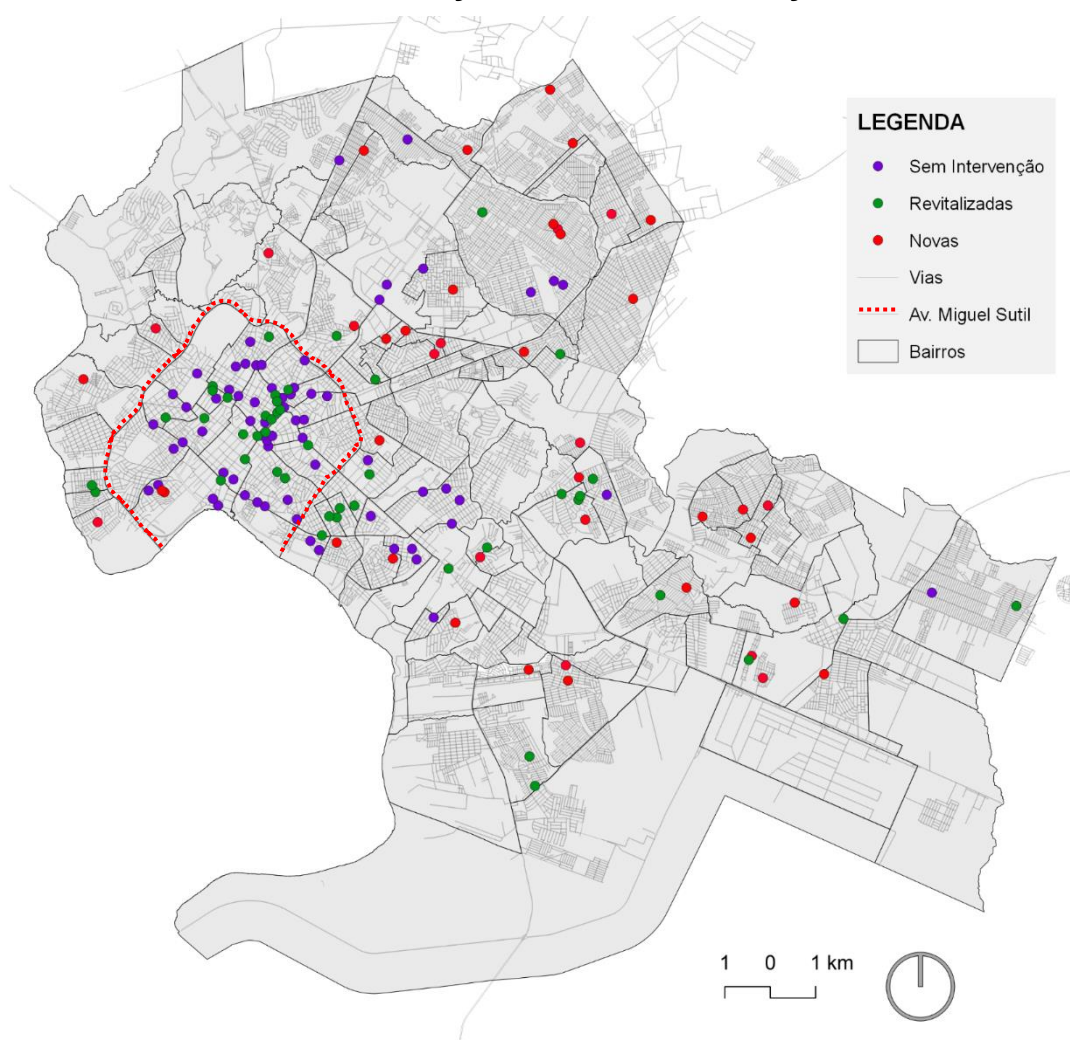 LEGENDA
Sem Intervenção
Revitalizadas
Novas
Vias
Av. Miguel Sutil
Bairros
1 0 1 km